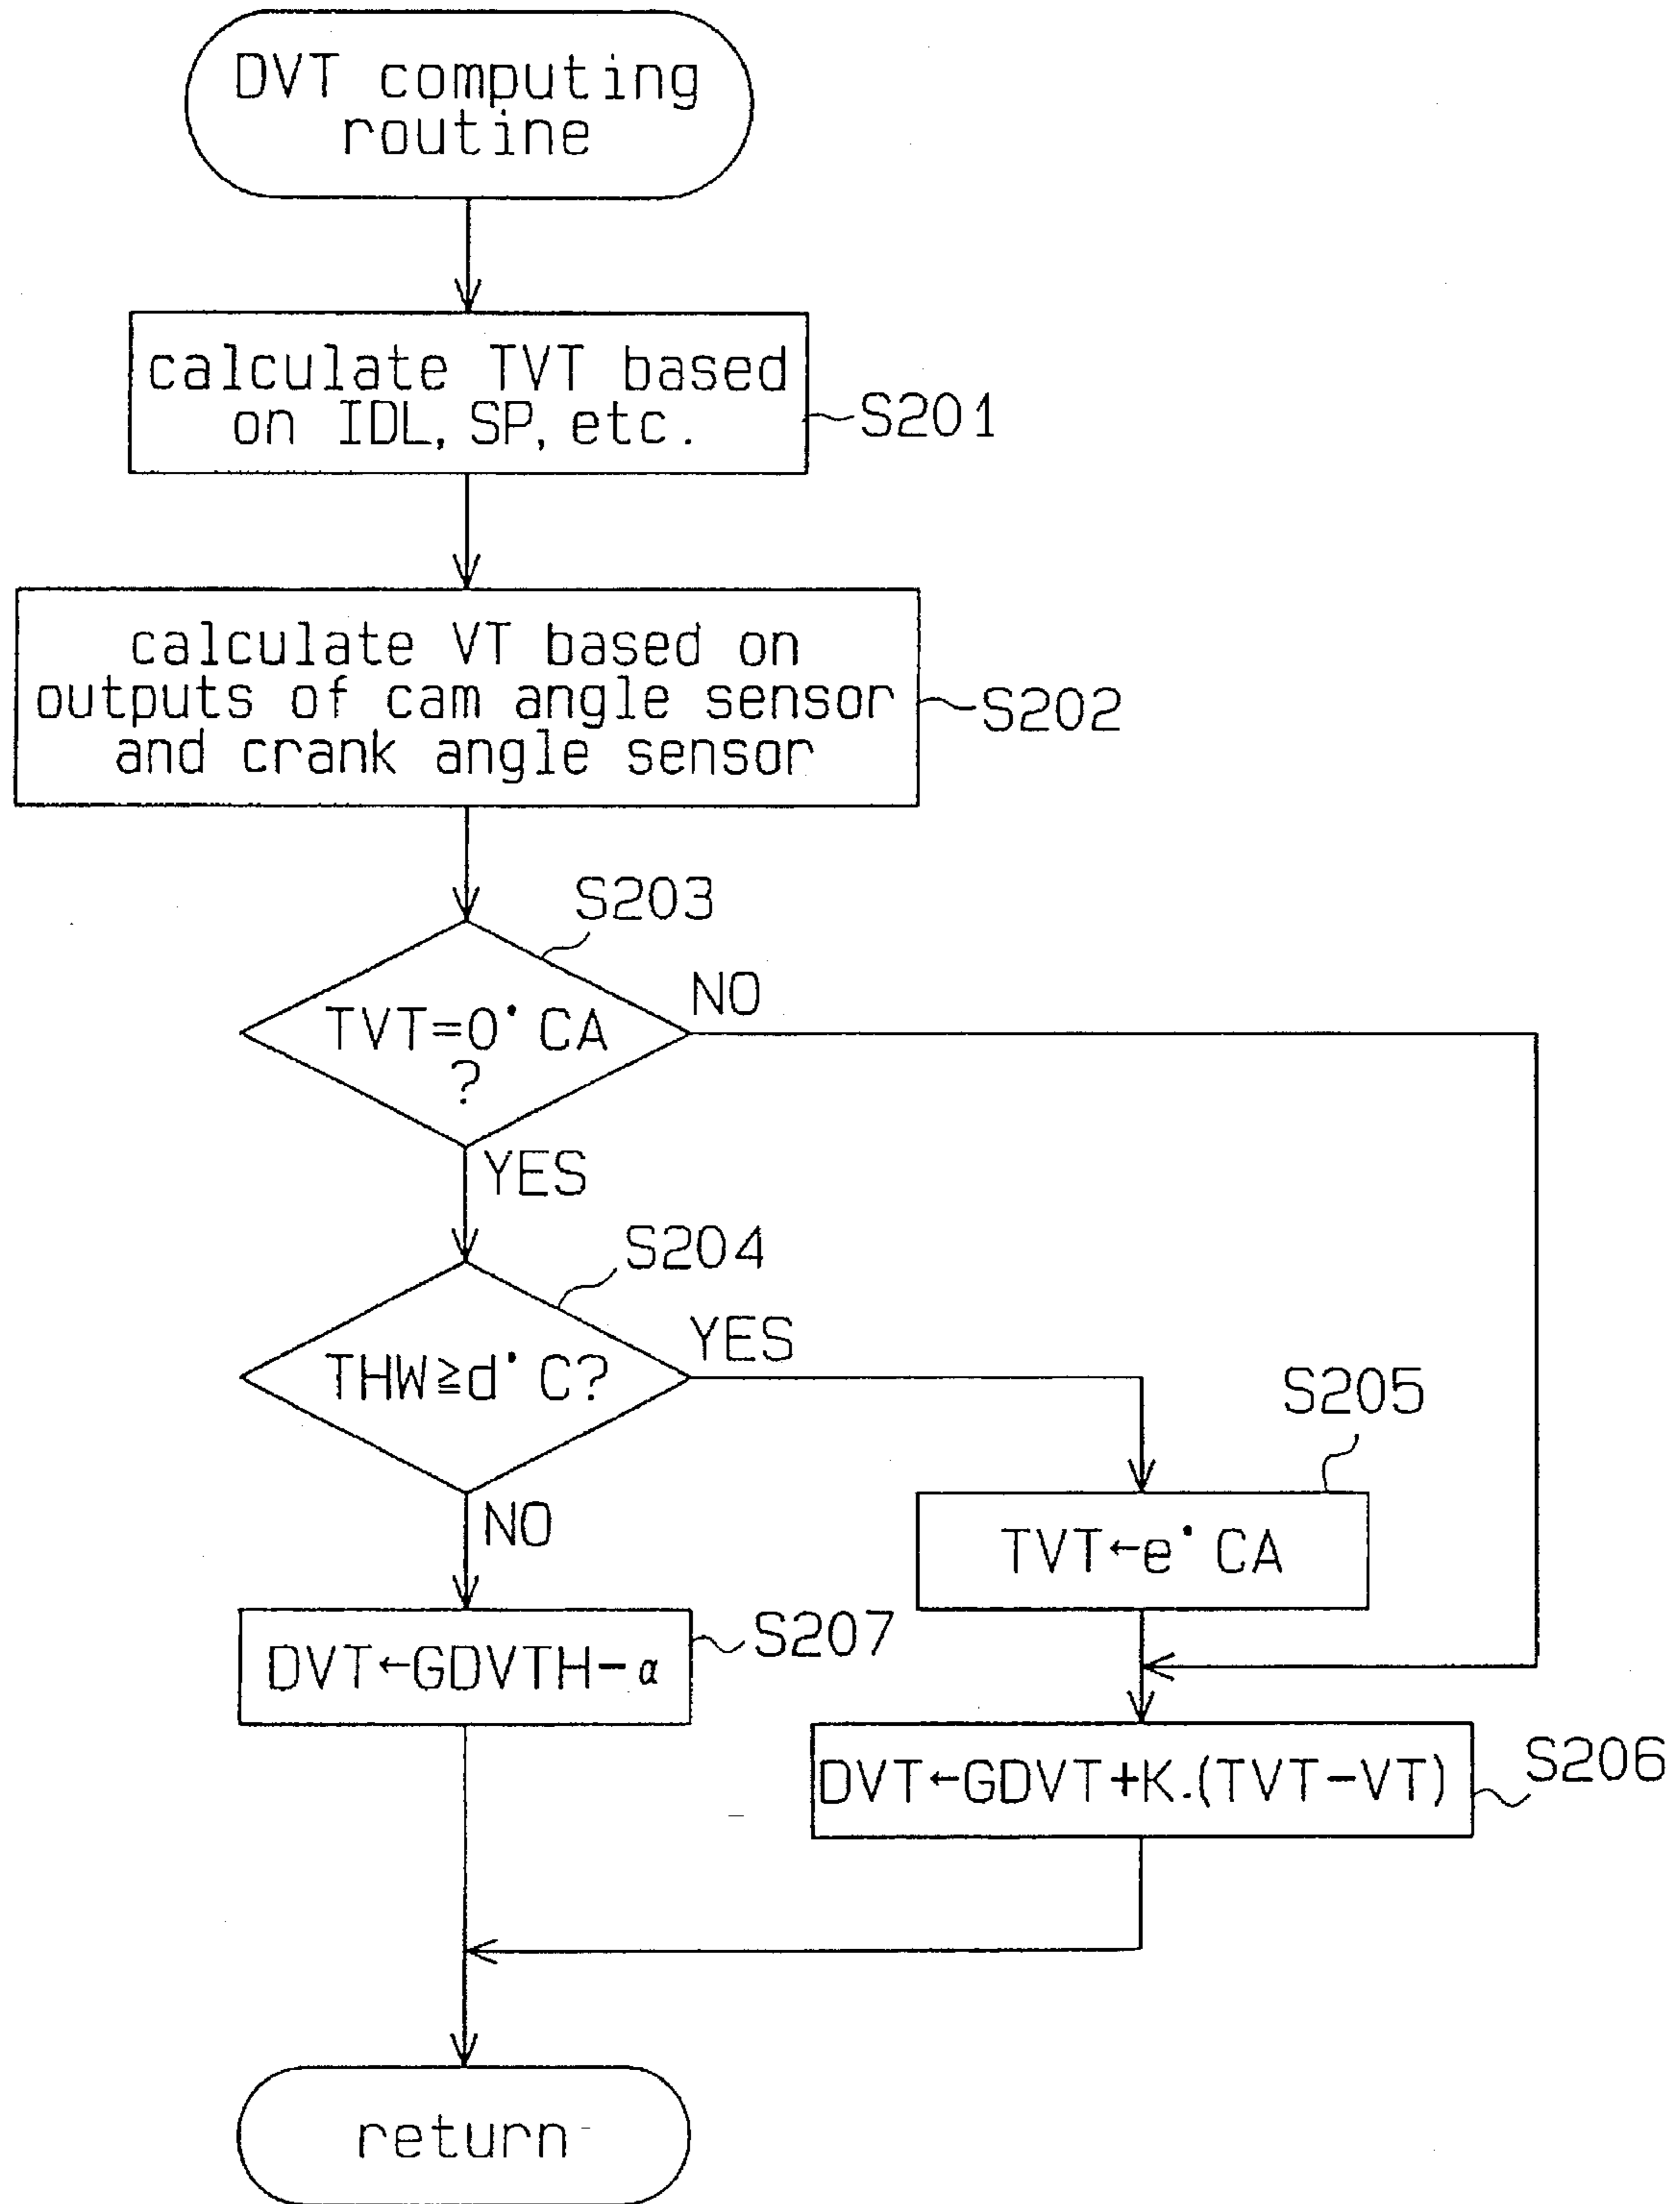 DVT computing
routine
calculate TVT based
on IDL, SP, etc.
S201
calculate VT based on
outputs of cam angle sensor
and crank angle sensor
S202
S203
TVT=0° CA
?
NO
YES
S204
THW≧d° C?
YES
NO
S205
TVT←e° CA
S207
DVT←GDVTH-α
S206
DVT←GDVT+K.(TVT-VT)
return